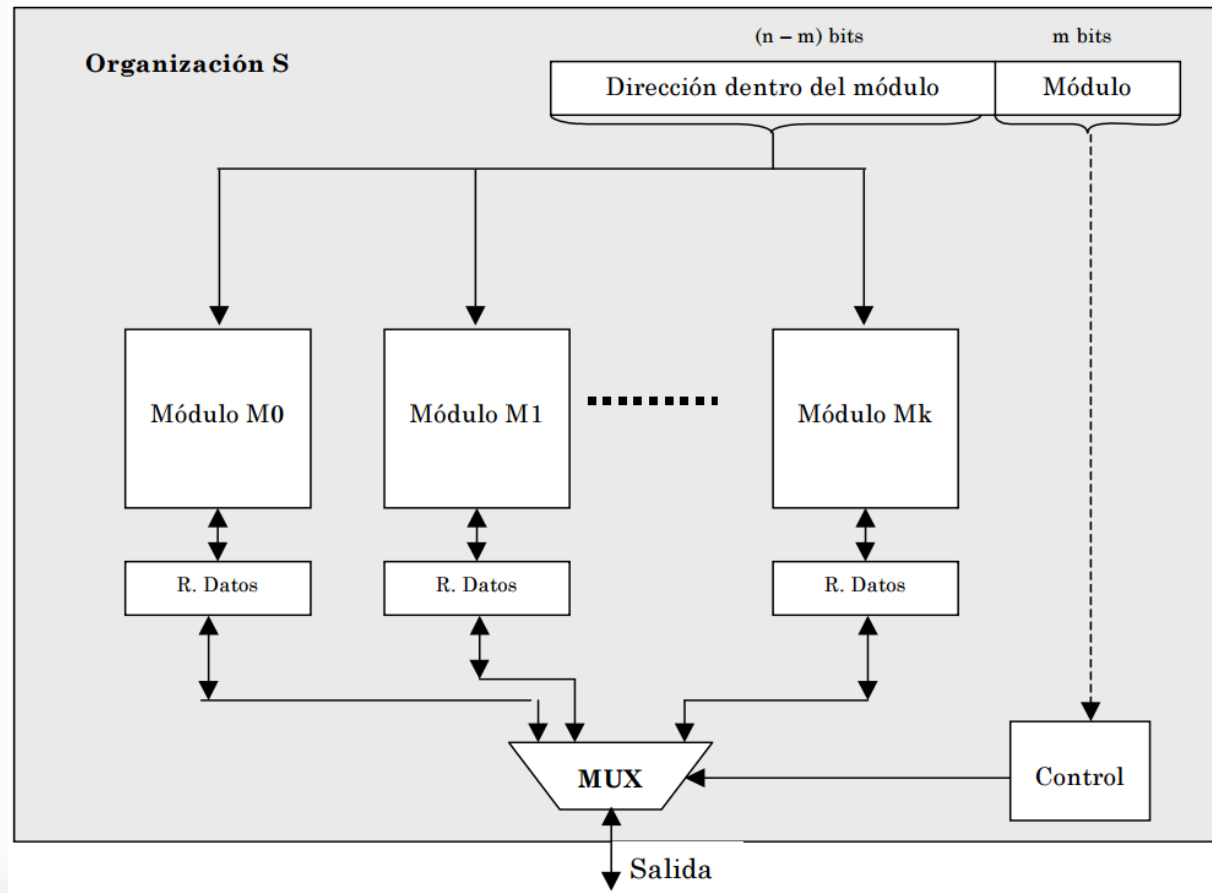 (n – m) bits
m bits
Organización S
Dirección dentro del módulo
Módulo
Módulo M0
Módulo M1
Módulo Mk
R. Datos
R. Datos
R. Datos
MUX
Control
Salida